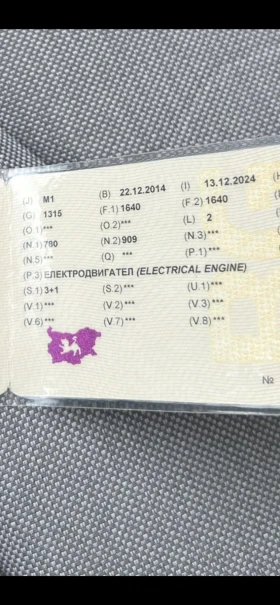 (J) M1 (B) 22.12.2014 (I) 13.12.2024 (H
(G) 1315 (F.1) 1640 (F.2) 1640
(O.1)*** (O.2)*** (L) 2
(N.1)780 (N.2)909 (N.3)***
(N.5)*** (Q) *** (P.1)***
(P.3) ЕЛЕКТРОДВИГАТЕЛ (ELECTRICAL ENGINE)
(S.1) 3+1 (S.2)*** (U.1)***
(V.1)*** (V.2)*** (V.3)***
(V.6)*** (V.7)*** (V.8)***
№